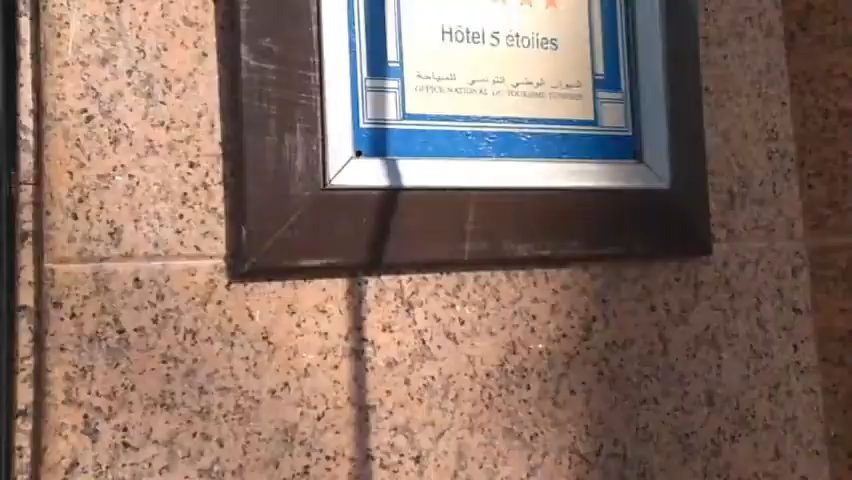 Hôtel 5 étoiles
الديوان الوطني التونسي للسياحة
OFFICE NATIONAL DU TOURISME TUNISIEN